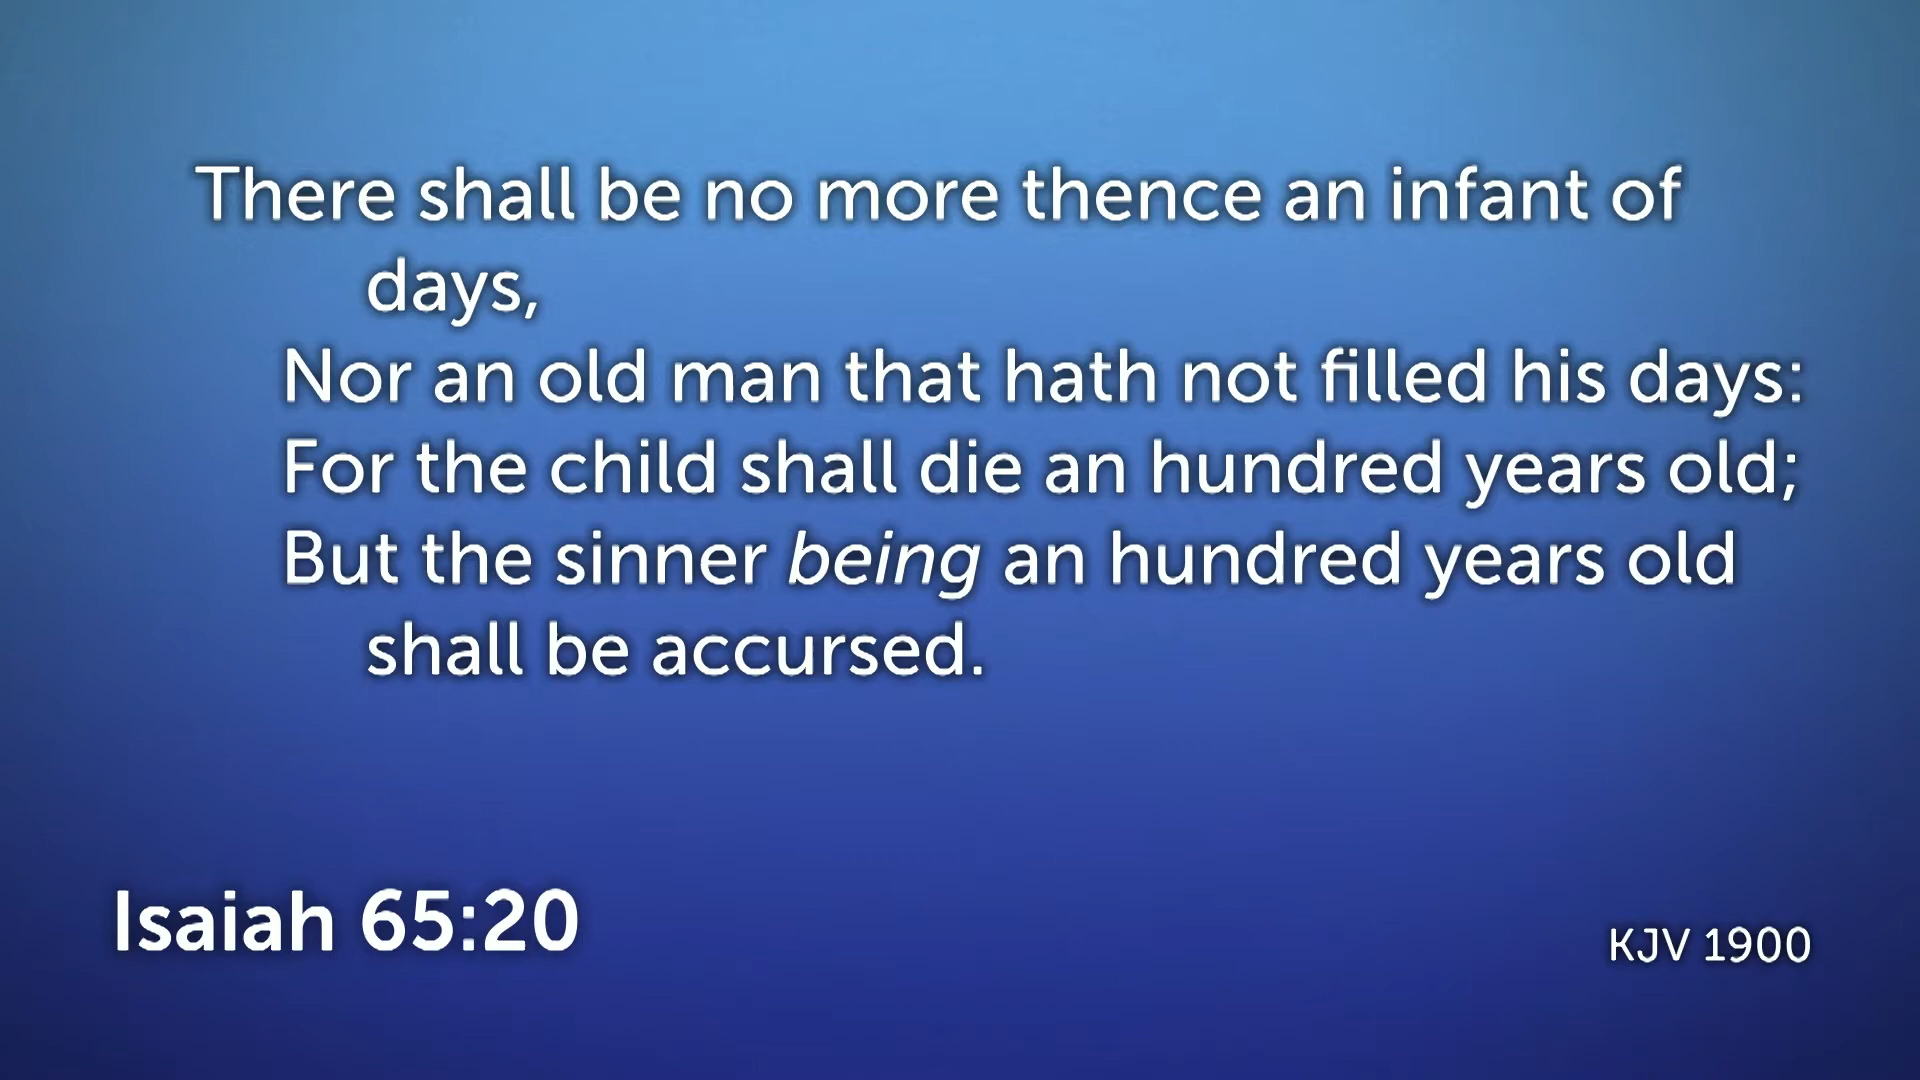 There shall be no more thence an infant of
days,
Nor an old man that hath not filled his days:
For the child shall die an hundred years old;
But the sinner being an hundred years old
shall be accursed.
Isaiah 65:20
KJV 1900